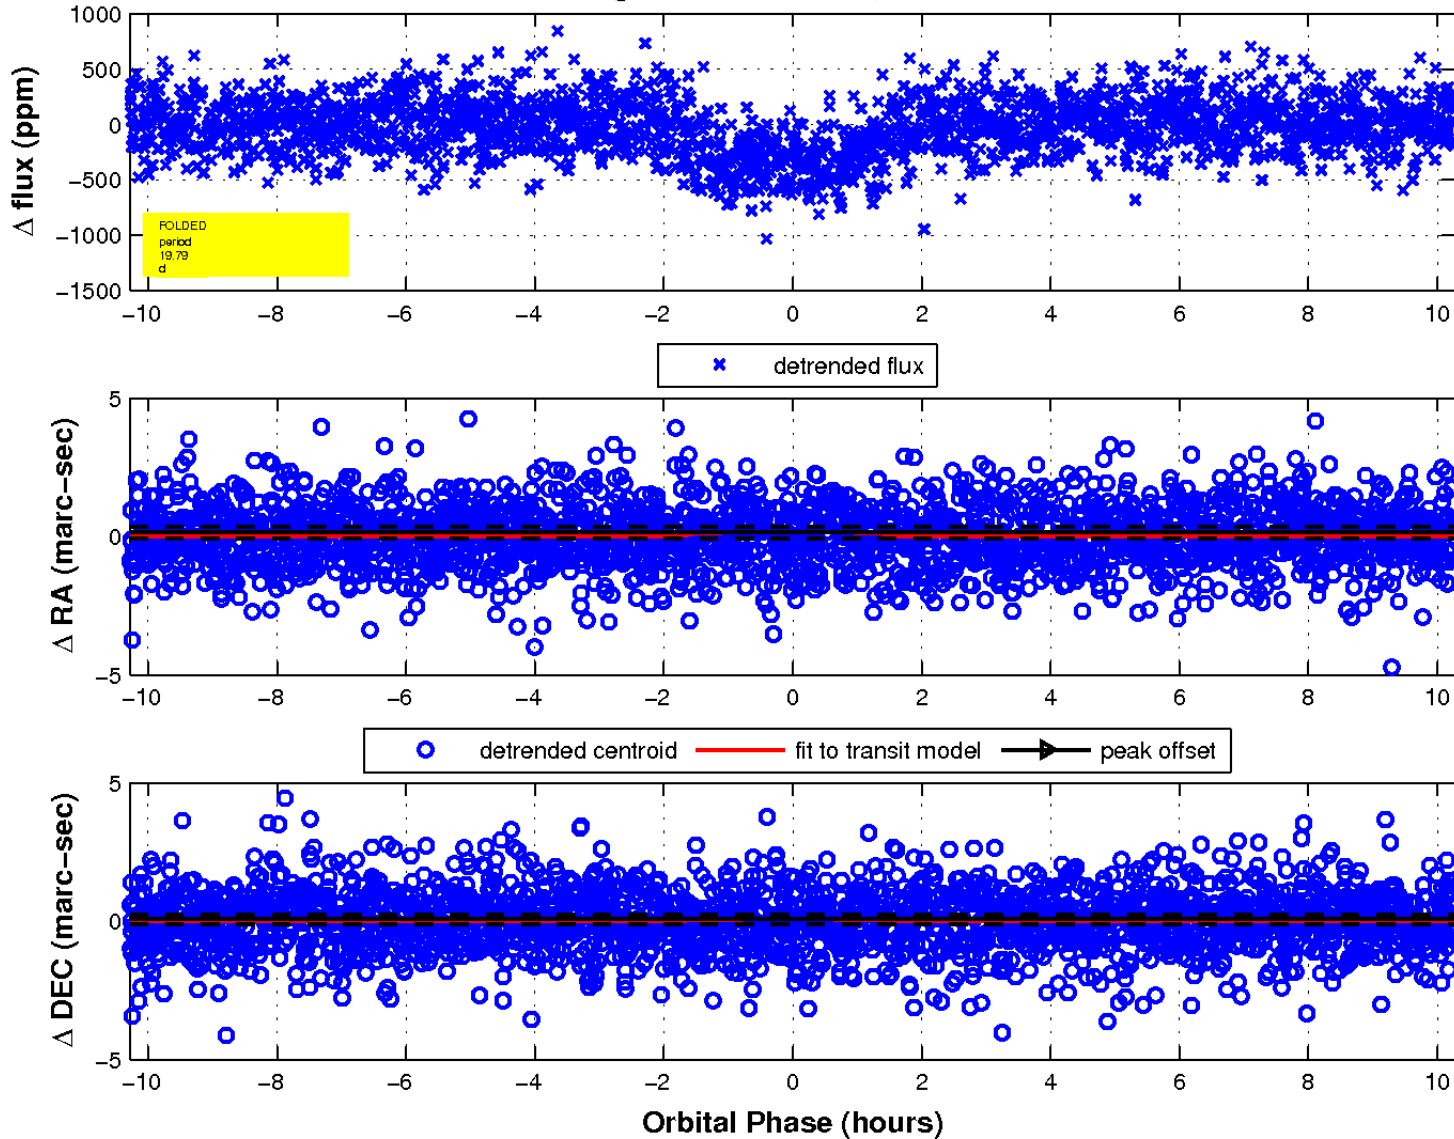 1000
500
0
−500
−1000
−1500
Δ flux (ppm)
FOLDED
period
19.79
d
−10 −8 −6 −4 −2 0 2 4 6 8 10
detrended flux
5
0
−5
Δ RA (marc−sec)
−10 −8 −6 −4 −2 0 2 4 6 8 10
detrended centroid fit to transit model peak offset
5
0
−5
Δ DEC (marc−sec)
−10 −8 −6 −4 −2 0 2 4 6 8 10
Orbital Phase (hours)